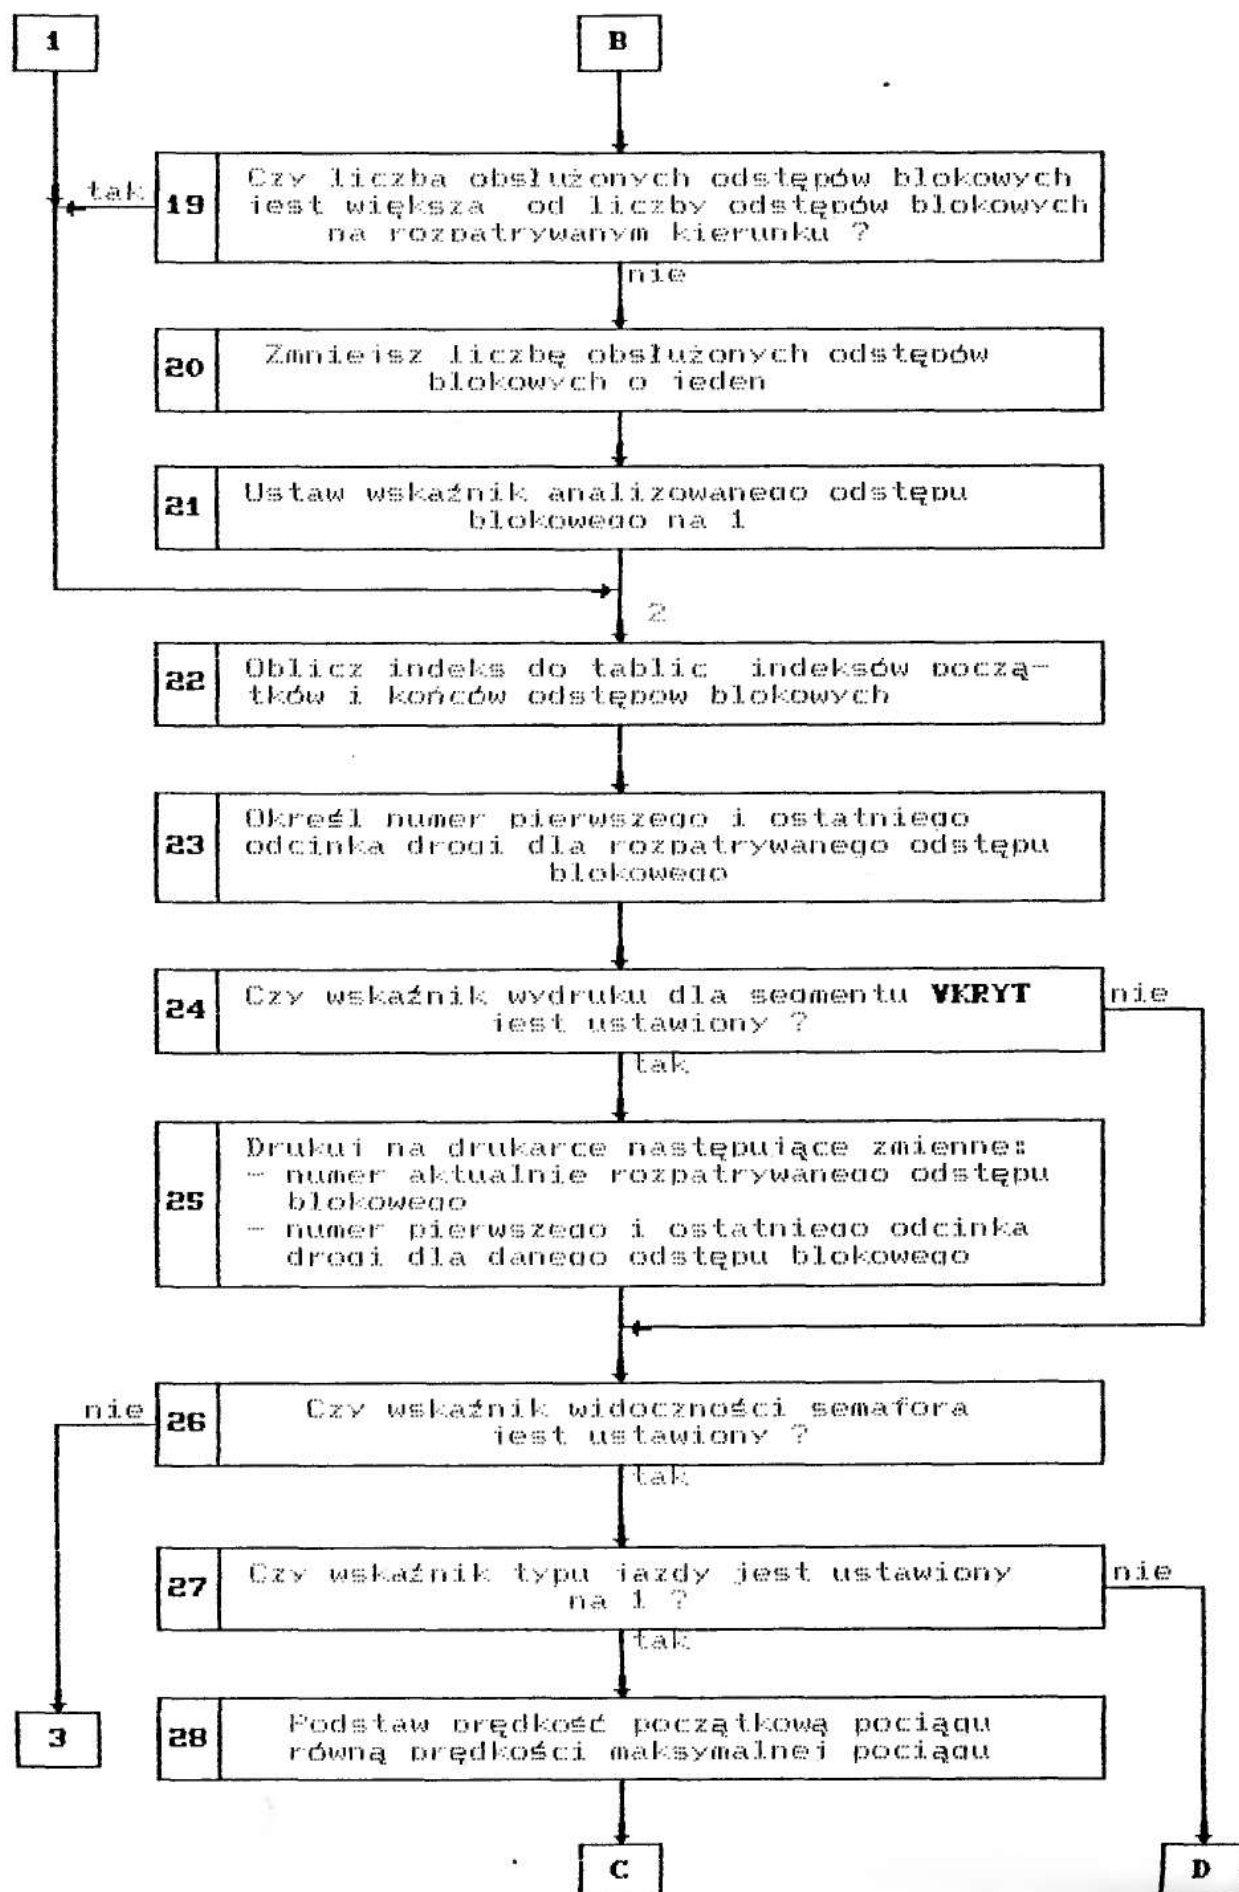 1
B
tak
19
Czy liczba obsłużonych odstępów blokowych
jest większa od liczby odstępów blokowych
na rozpatrywanym kierunku ?
nie
20
Zmniejsz liczbę obsłużonych odstępów
blokowych o jeden
21
Ustaw wskaźnik analizowanego odstępu
blokowego na 1
2
22
Oblicz indeks do tablic indeksów począ-
tków i końców odstępow blokowych
23
Określ numer pierwszego i ostatniego
odcinka drogi dla rozpatrywanego odstępu
blokowego
24
Czy wskaźnik wydruku dla segmentu VKRYT
jest ustawiony ?
nie
tak
25
Drukuj na drukarce następujące zmienne:
- numer aktualnie rozpatrywanego odstępu
blokowego
- numer pierwszego i ostatniego odcinka
drogi dla danego odstępu blokowego
nie
26
Czy wskaźnik widoczności semafora
jest ustawiony ?
tak
27
Czy wskaźnik typu jazdy jest ustawiony
na 1 ?
nie
tak
3
28
Podstaw prędkość początkową pociągu
równą prędkości maksymalnej pociągu
C
D